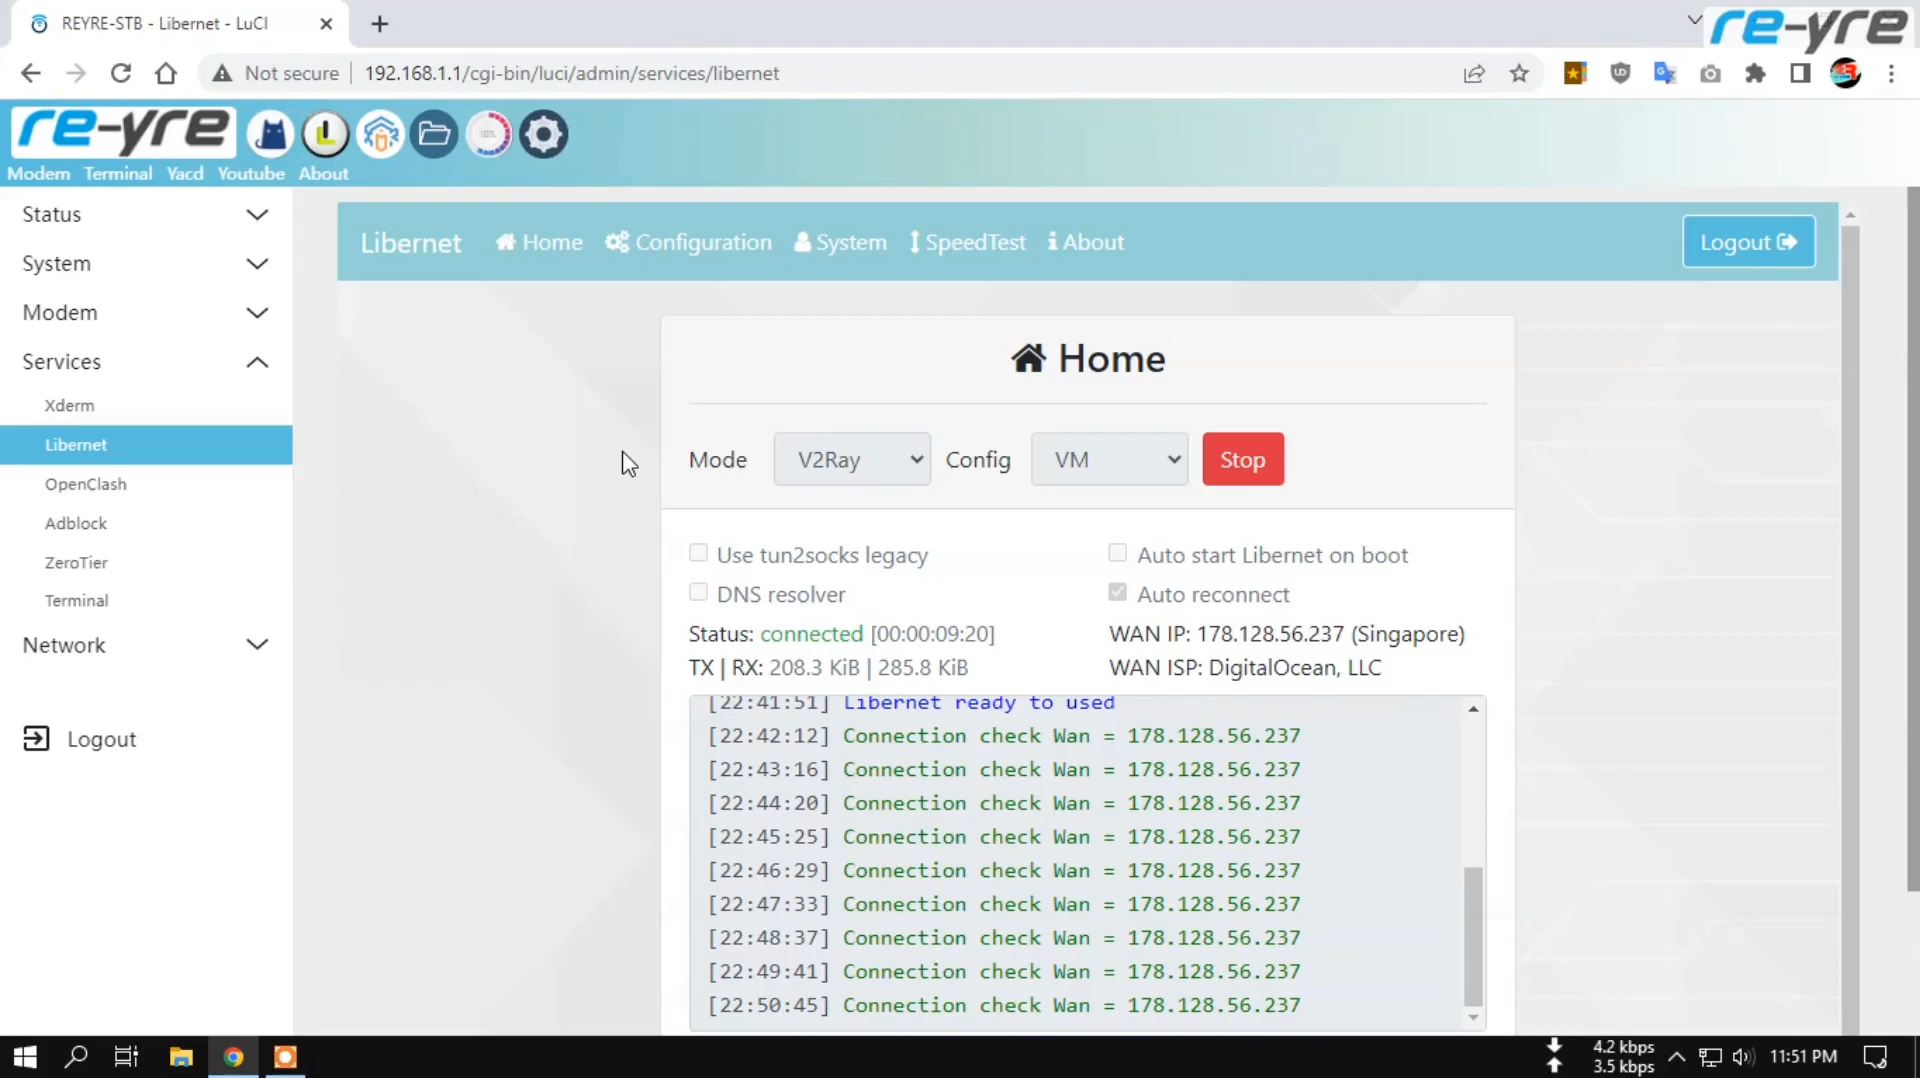 REYRE-STB - Libernet - LuCI
re-yre
Not secure
192.168.1.1/cgi-bin/luci/admin/services/libernet
re-yre
Modem Terminal Yacd Youtube About
Status
System
Modem
Services
Xderm
Libernet
OpenClash
Adblock
ZeroTier
Terminal
Network
Logout
Libernet Home Configuration System SpeedTest About
Logout
Home
Mode V2Ray Config VM Stop
Use tun2socks legacy
Auto start Libernet on boot
DNS resolver
Auto reconnect
Status: connected [00:00:09:20]
WAN IP: 178.128.56.237 (Singapore)
TX | RX: 208.3 KiB | 285.8 KiB
WAN ISP: DigitalOcean, LLC
[22:41:51] Libernet ready to used
[22:42:12] Connection check Wan = 178.128.56.237
[22:43:16] Connection check Wan = 178.128.56.237
[22:44:20] Connection check Wan = 178.128.56.237
[22:45:25] Connection check Wan = 178.128.56.237
[22:46:29] Connection check Wan = 178.128.56.237
[22:47:33] Connection check Wan = 178.128.56.237
[22:48:37] Connection check Wan = 178.128.56.237
[22:49:41] Connection check Wan = 178.128.56.237
[22:50:45] Connection check Wan = 178.128.56.237
4.2 kbps
3.5 kbps
11:51 PM